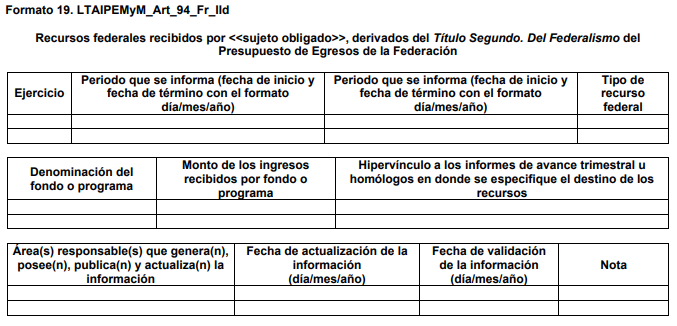 Formato 19. LTAIPEMyM_Art_94_Fr_IId
Recursos federales recibidos por <<sujeto obligado>>, derivados del Título Segundo. Del Federalismo del
Presupuesto de Egresos de la Federación
Ejercicio
Periodo que se informa (fecha de inicio y
fecha de término con el formato
día/mes/año)
Periodo que se informa (fecha de inicio y
fecha de término con el formato
día/mes/año)
Tipo de
recurso
federal
Denominación del
fondo o programa
Monto de los ingresos
recibidos por fondo o
programa
Hipervínculo a los informes de avance trimestral u
homólogos en donde se especifique el destino de los
recursos
Área(s) responsable(s) que genera(n),
posee(n), publica(n) y actualiza(n) la
información
Fecha de actualización de la
información
(día/mes/año)
Fecha de validación
de la información
(día/mes/año)
Nota